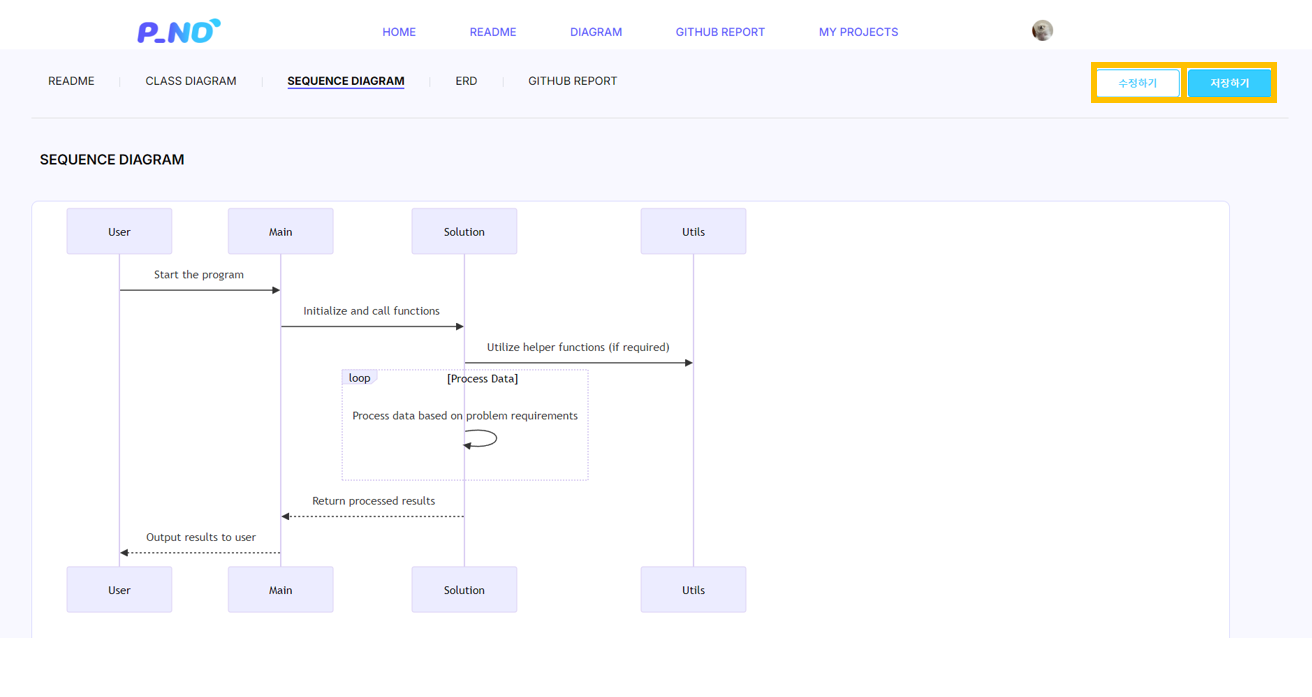 P_NO
HOME README DIAGRAM GITHUB REPORT MY PROJECTS
README CLASS DIAGRAM SEQUENCE DIAGRAM ERD GITHUB REPORT
수정하기 저장하기
SEQUENCE DIAGRAM
User Main Solution Utils
Start the program
Initialize and call functions
Utilize helper functions (if required)
loop [Process Data]
Process data based on problem requirements
Return processed results
Output results to user
User Main Solution Utils